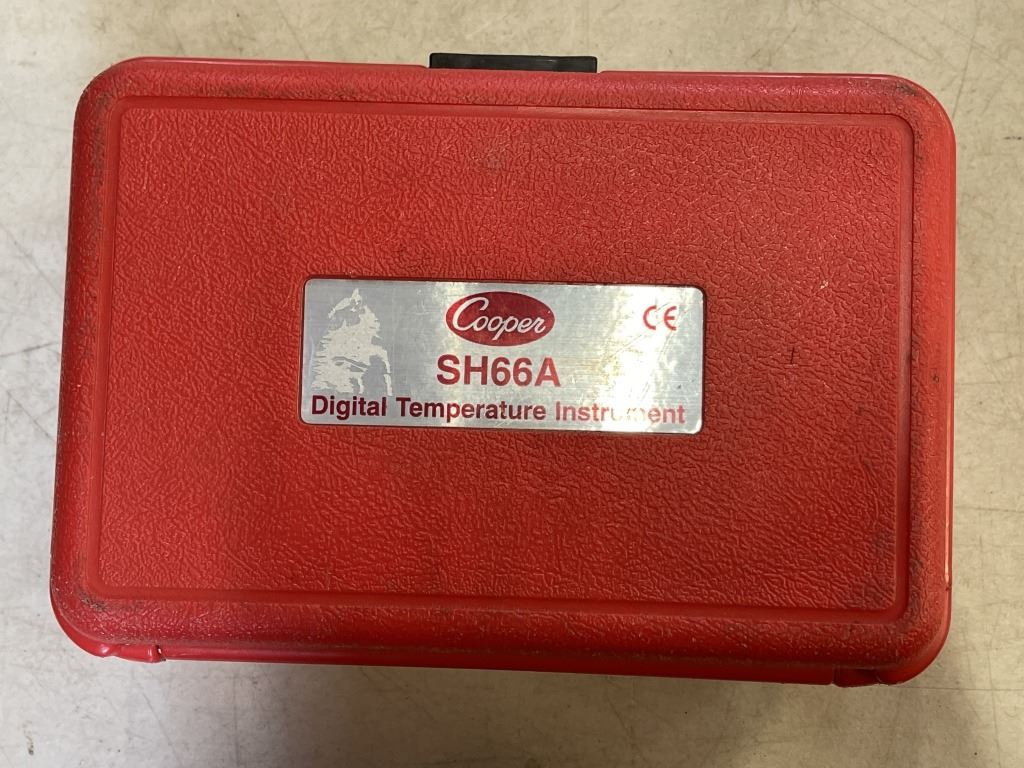 Cooper
CE
SH66A
Digital Temperature Instrument